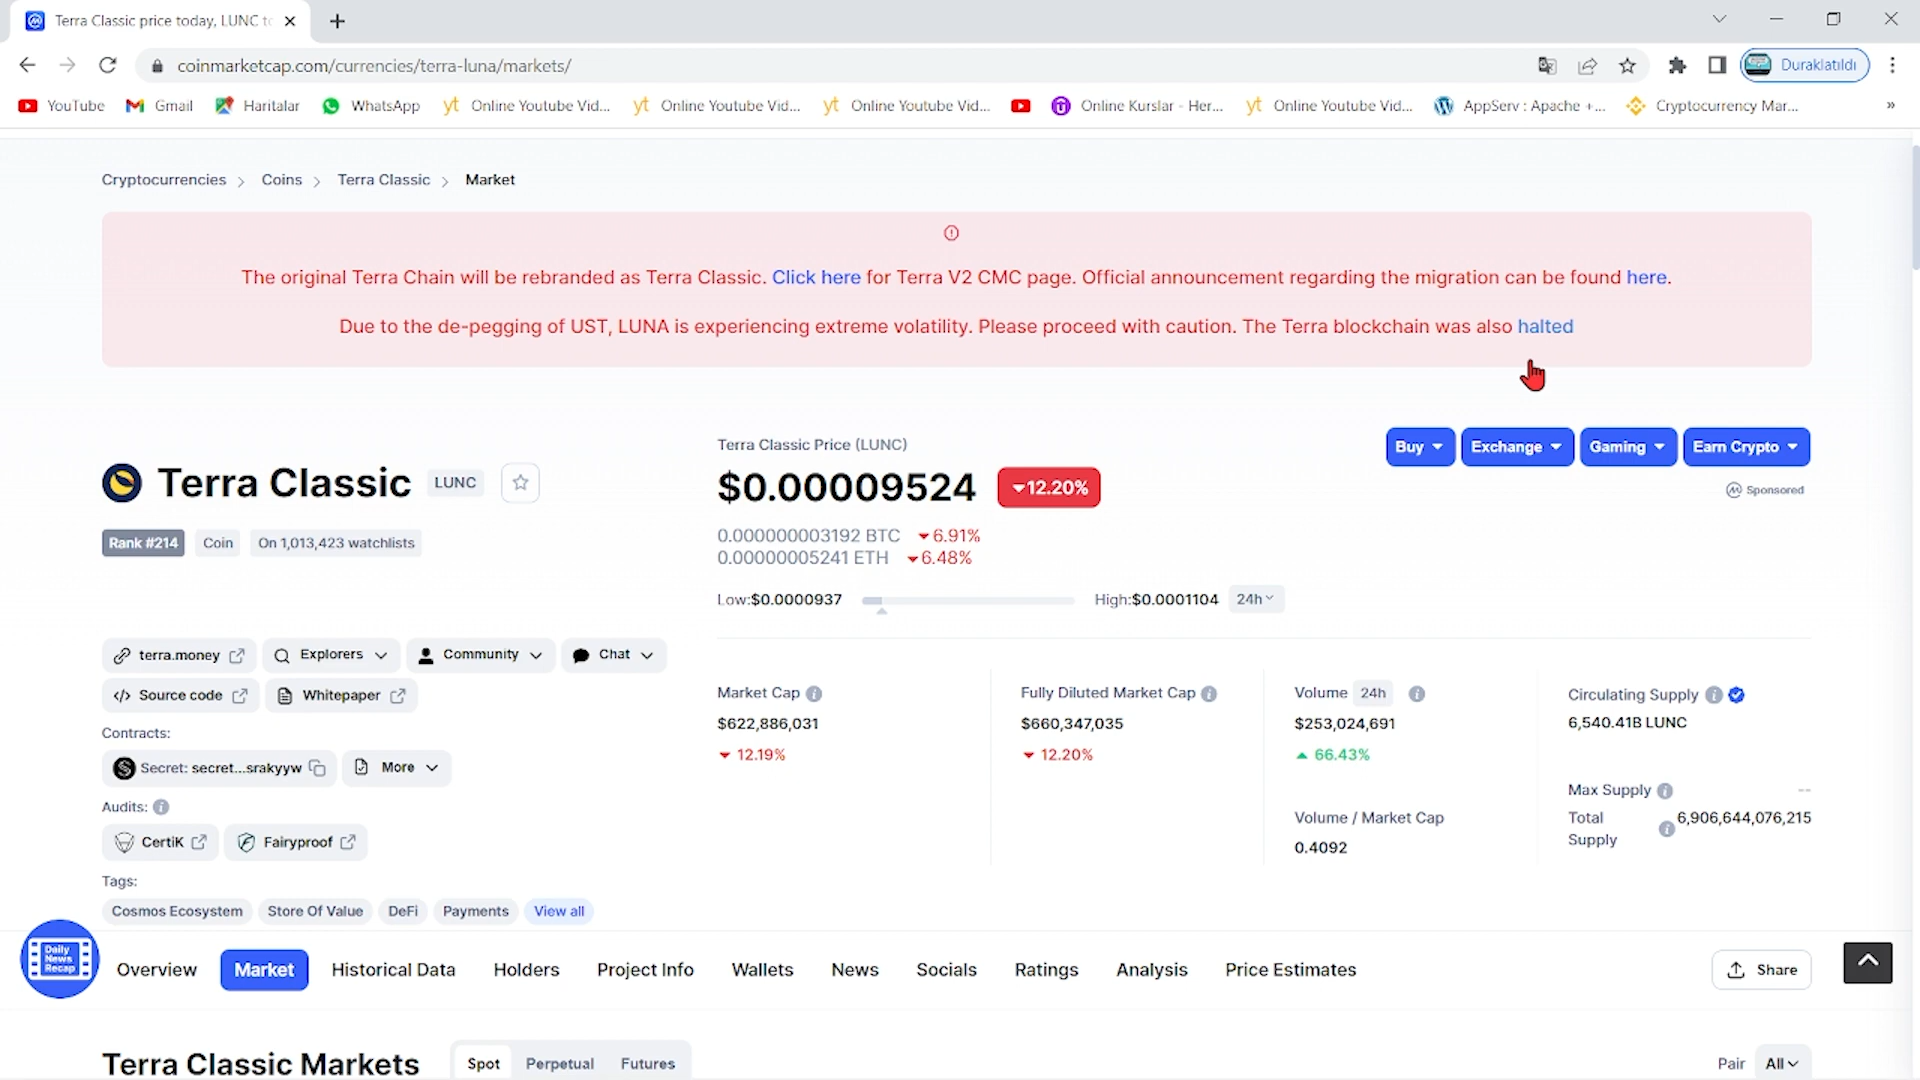 Terra Classic price today, LUNC to
coinmarketcap.com/currencies/terra-luna/markets/
Duraklatıldı
YouTube
Gmail
Haritalar
WhatsApp
Online Youtube Vid...
Online Youtube Vid...
Online Youtube Vid...
Online Kurslar - Her...
Online Youtube Vid...
AppServ : Apache +...
Cryptocurrency Mar...
»
Cryptocurrencies > Coins > Terra Classic > Market
The original Terra Chain will be rebranded as Terra Classic. Click here for Terra V2 CMC page. Official announcement regarding the migration can be found here.
Due to the de-pegging of UST, LUNA is experiencing extreme volatility. Please proceed with caution. The Terra blockchain was also halted
Terra Classic LUNC
Rank #214 Coin On 1,013,423 watchlists
Terra Classic Price (LUNC)
$0.00009524 12.20%
0.000000003192 BTC 6.91%
0.00000005241 ETH 6.48%
Low:$0.0000937 High:$0.0001104 24h
Buy Exchange Gaming Earn Crypto
Sponsored
terra.money Explorers Community Chat
Source code Whitepaper
Contracts:
Secret: secret...srakyyw More
Audits:
CertiK Fairyproof
Tags:
Cosmos Ecosystem Store Of Value DeFi Payments View all
Market Cap
$622,886,031
12.19%
Fully Diluted Market Cap
$660,347,035
12.20%
Volume 24h
$253,024,691
66.43%
Volume / Market Cap
0.4092
Circulating Supply
6,540.41B LUNC
Max Supply --
Total Supply 6,906,644,076,215
Daily
News
Recap
Overview Market Historical Data Holders Project Info Wallets News Socials Ratings Analysis Price Estimates Share
Terra Classic Markets Spot Perpetual Futures Pair All